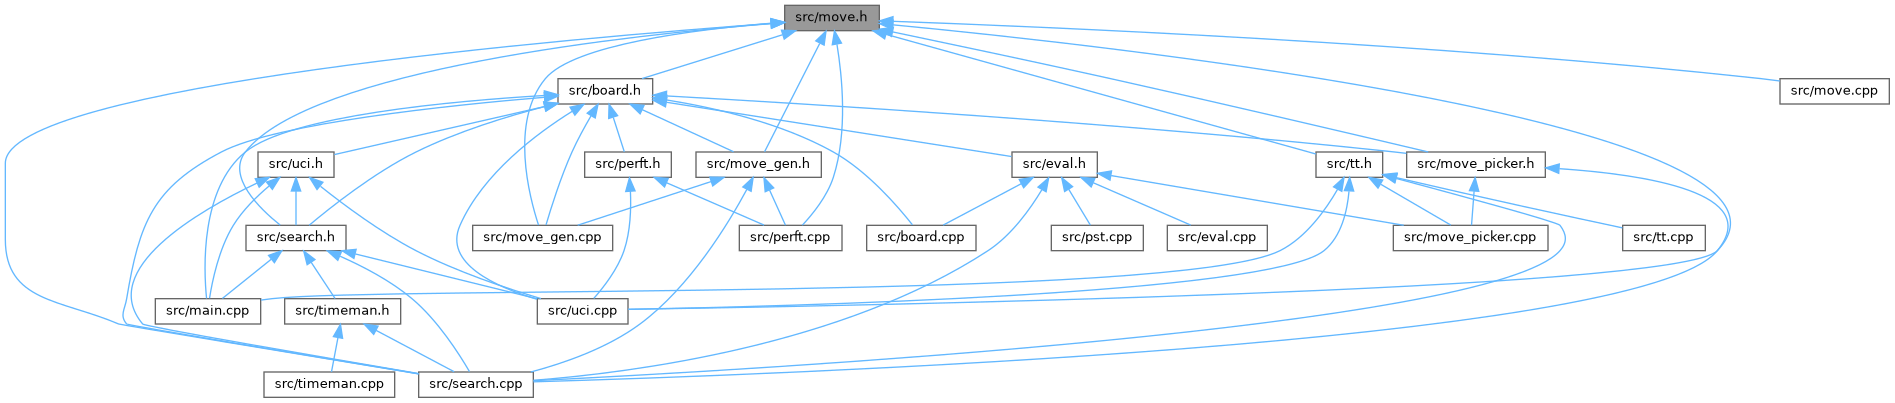 src/move.h
src/board.h
src/move.cpp
src/uci.h
src/perft.h
src/move_gen.h
src/eval.h
src/tt.h
src/move_picker.h
src/search.h
src/move_gen.cpp
src/perft.cpp
src/board.cpp
src/pst.cpp
src/eval.cpp
src/move_picker.cpp
src/tt.cpp
src/main.cpp
src/timeman.h
src/uci.cpp
src/timeman.cpp
src/search.cpp